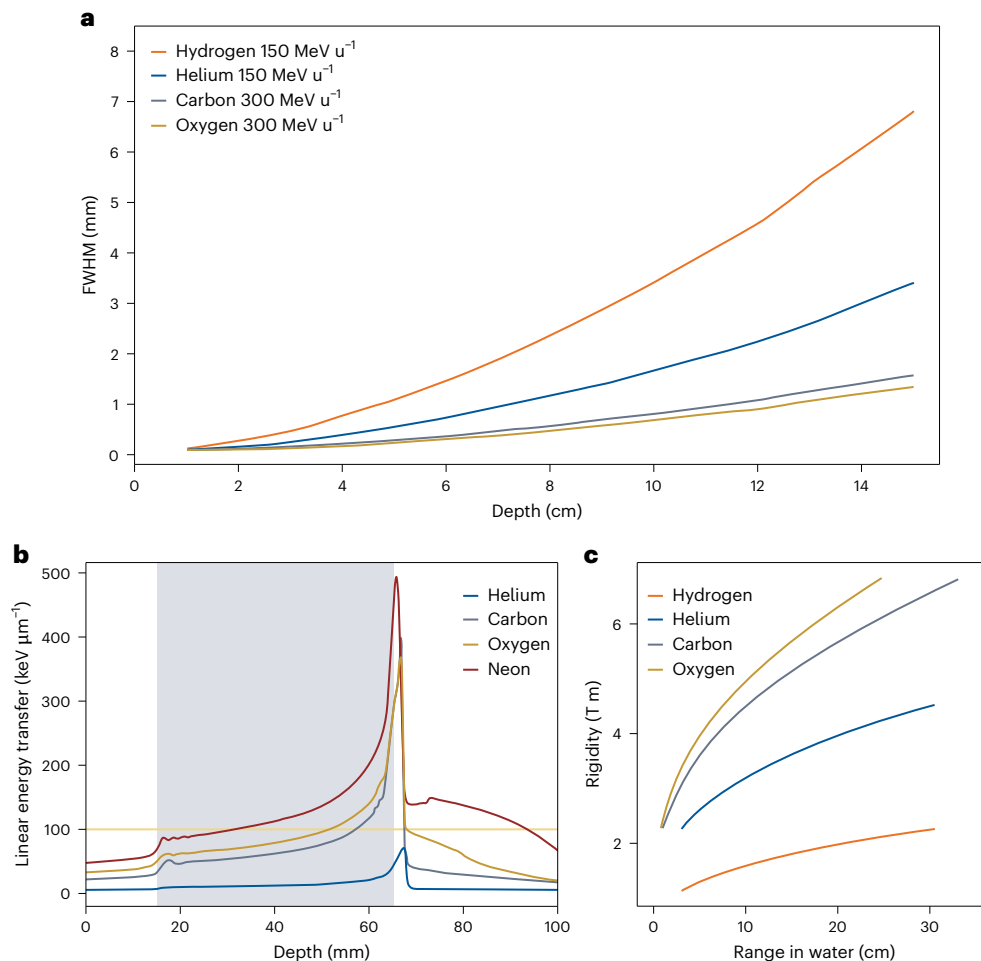 a
Hydrogen 150 MeV u⁻¹
Helium 150 MeV u⁻¹
Carbon 300 MeV u⁻¹
Oxygen 300 MeV u⁻¹
8
7
6
5
4
3
2
1
0
FWHM (mm)
0 2 4 6 8 10 12 14
Depth (cm)
b
500
400
300
200
100
0
Linear energy transfer (keV μm⁻¹)
Helium
Carbon
Oxygen
Neon
0 20 40 60 80 100
Depth (mm)
c
Hydrogen
Helium
Carbon
Oxygen
6
4
2
Rigidity (T m)
0 10 20 30
Range in water (cm)